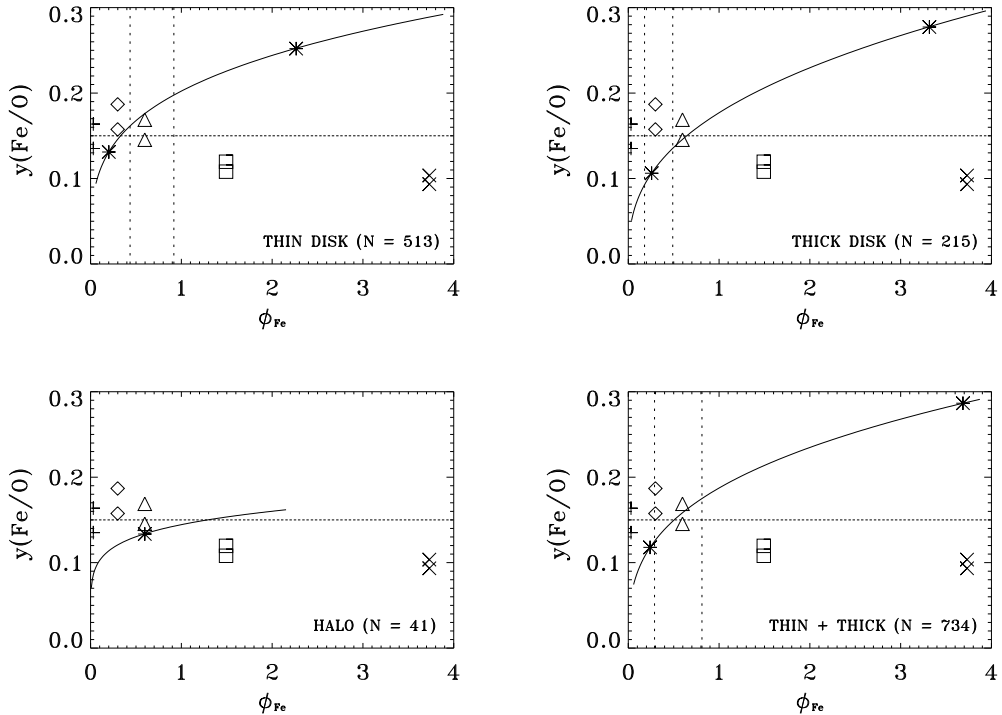 0.3
0.2
0.1
0.0
y(Fe/O)
THIN DISK (N = 513)
0 1 2 3 4
ϕFe
0.3
0.2
0.1
0.0
y(Fe/O)
THICK DISK (N = 215)
0 1 2 3 4
ϕFe
0.3
0.2
0.1
0.0
y(Fe/O)
HALO (N = 41)
0 1 2 3 4
ϕFe
0.3
0.2
0.1
0.0
y(Fe/O)
THIN + THICK (N = 734)
0 1 2 3 4
ϕFe